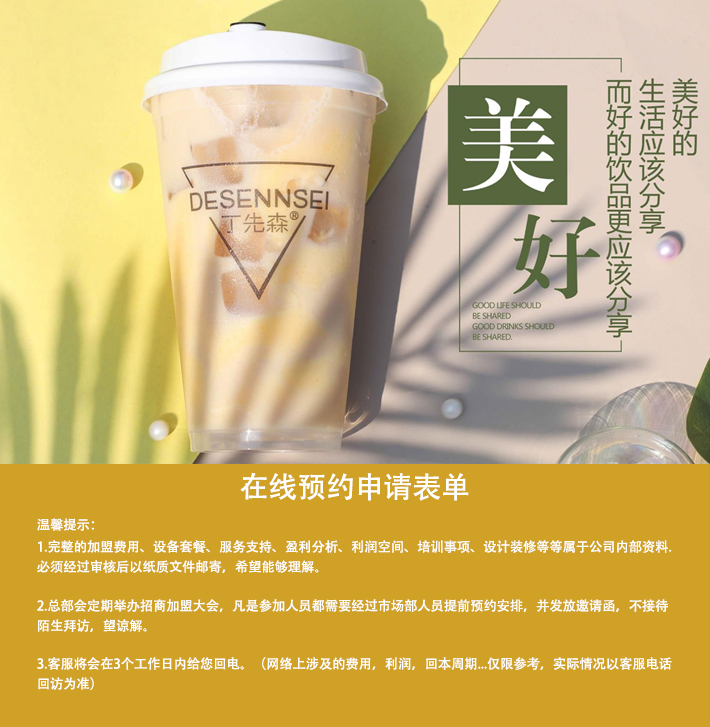 DESENNSEI
丁先森®
美好
美好的
生活应该分享
而好的饮品更应该分享
GOOD LIFE SHOULD
BE SHARED
GOOD DRINKS SHOULD
BE SHARED.
在线预约申请表单
温馨提示：
1.完整的加盟费用、设备套餐、服务支持、盈利分析、利润空间、培训事项、设计装修等等属于公司内部资料.
必须经过审核后以纸质文件邮寄，希望能够理解。
2.总部会定期举办招商加盟大会，凡是参加人员都需要经过市场部人员提前预约安排，并发放邀请函，不接待
陌生拜访，望谅解。
3.客服将会在3个工作日内给您回电。（网络上涉及的费用，利润，回本周期...仅限参考，实际情况以客服电话
回访为准）